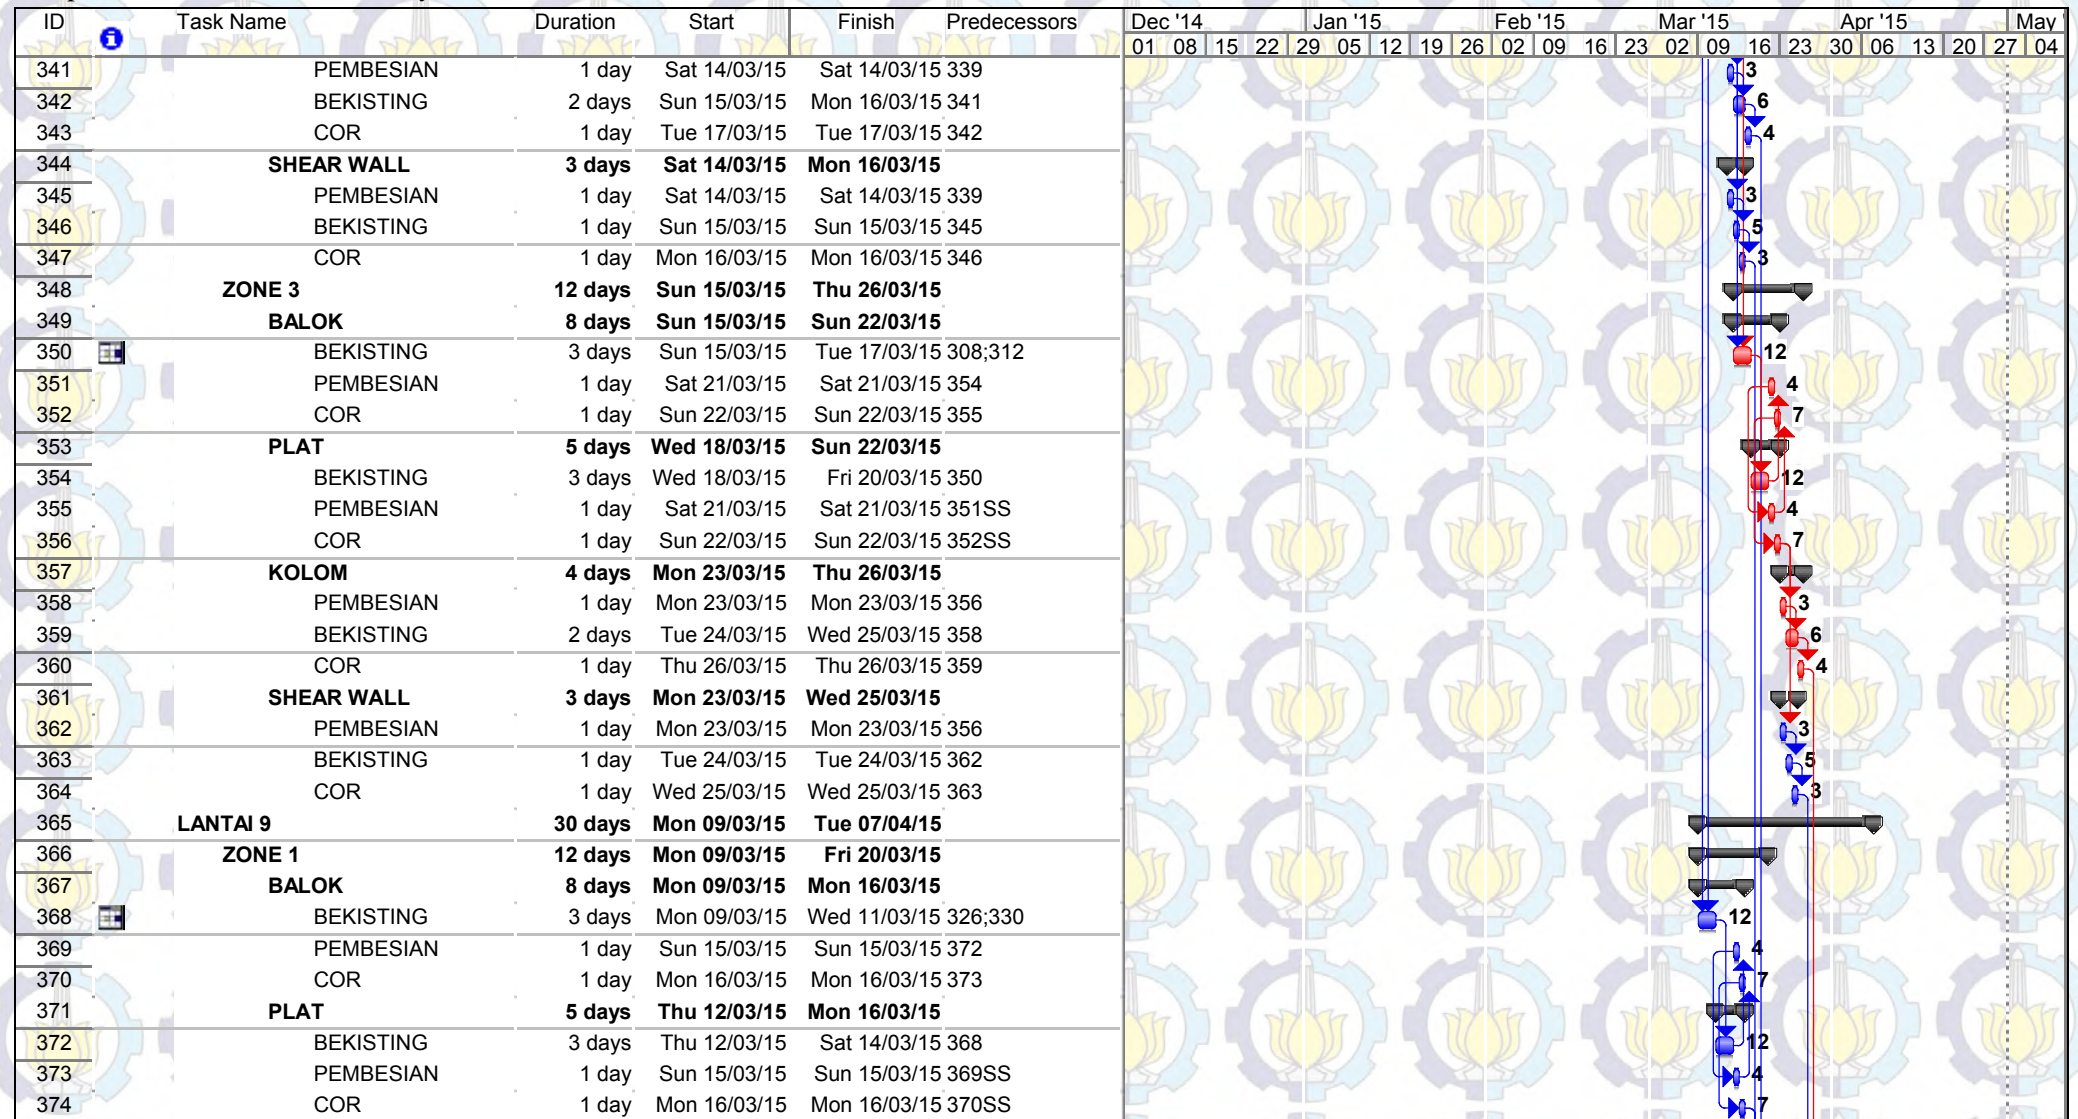 ID Task Name Duration Start Finish Predecessors Dec '14 Jan '15 Feb '15 Mar '15 Apr '15 May '
01 08 15 22 29 05 12 19 26 02 09 16 23 02 09 16 23 30 06 13 20 27 04
341 PEMBESIAN 1 day Sat 14/03/15 Sat 14/03/15 339 3
342 BEKISTING 2 days Sun 15/03/15 Mon 16/03/15 341 6
343 COR 1 day Tue 17/03/15 Tue 17/03/15 342 4
344 SHEAR WALL 3 days Sat 14/03/15 Mon 16/03/15
345 PEMBESIAN 1 day Sat 14/03/15 Sat 14/03/15 339 3
346 BEKISTING 1 day Sun 15/03/15 Sun 15/03/15 345 5
347 COR 1 day Mon 16/03/15 Mon 16/03/15 346 3
348 ZONE 3 12 days Sun 15/03/15 Thu 26/03/15
349 BALOK 8 days Sun 15/03/15 Sun 22/03/15
350 BEKISTING 3 days Sun 15/03/15 Tue 17/03/15 308;312 12
351 PEMBESIAN 1 day Sat 21/03/15 Sat 21/03/15 354 4
352 COR 1 day Sun 22/03/15 Sun 22/03/15 355 7
353 PLAT 5 days Wed 18/03/15 Sun 22/03/15
354 BEKISTING 3 days Wed 18/03/15 Fri 20/03/15 350 12
355 PEMBESIAN 1 day Sat 21/03/15 Sat 21/03/15 351SS 4
356 COR 1 day Sun 22/03/15 Sun 22/03/15 352SS 7
357 KOLOM 4 days Mon 23/03/15 Thu 26/03/15
358 PEMBESIAN 1 day Mon 23/03/15 Mon 23/03/15 356 3
359 BEKISTING 2 days Tue 24/03/15 Wed 25/03/15 358 6
360 COR 1 day Thu 26/03/15 Thu 26/03/15 359 4
361 SHEAR WALL 3 days Mon 23/03/15 Wed 25/03/15
362 PEMBESIAN 1 day Mon 23/03/15 Mon 23/03/15 356 3
363 BEKISTING 1 day Tue 24/03/15 Tue 24/03/15 362 5
364 COR 1 day Wed 25/03/15 Wed 25/03/15 363 3
365 LANTAI 9 30 days Mon 09/03/15 Tue 07/04/15
366 ZONE 1 12 days Mon 09/03/15 Fri 20/03/15
367 BALOK 8 days Mon 09/03/15 Mon 16/03/15
368 BEKISTING 3 days Mon 09/03/15 Wed 11/03/15 326;330 12
369 PEMBESIAN 1 day Sun 15/03/15 Sun 15/03/15 372 4
370 COR 1 day Mon 16/03/15 Mon 16/03/15 373 7
371 PLAT 5 days Thu 12/03/15 Mon 16/03/15
372 BEKISTING 3 days Thu 12/03/15 Sat 14/03/15 368 12
373 PEMBESIAN 1 day Sun 15/03/15 Sun 15/03/15 369SS 4
374 COR 1 day Mon 16/03/15 Mon 16/03/15 370SS 7